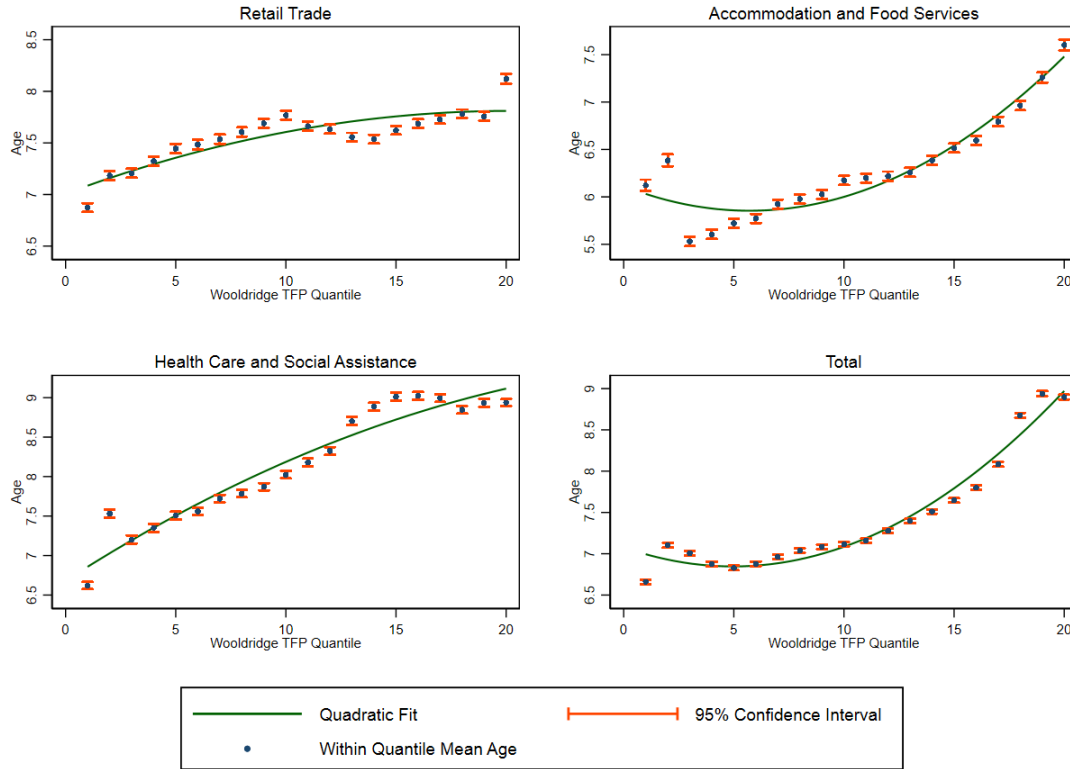 Retail Trade
8.5
8
7.5
7
6.5
Age
0 5 10 15 20
Wooldridge TFP Quantile
Accommodation and Food Services
7.5
7
6.5
6
5.5
Age
0 5 10 15 20
Wooldridge TFP Quantile
Health Care and Social Assistance
9
8.5
8
7.5
7
6.5
Age
0 5 10 15 20
Wooldridge TFP Quantile
Total
9
8.5
8
7.5
7
6.5
Age
0 5 10 15 20
Wooldridge TFP Quantile
Quadratic Fit
95% Confidence Interval
Within Quantile Mean Age